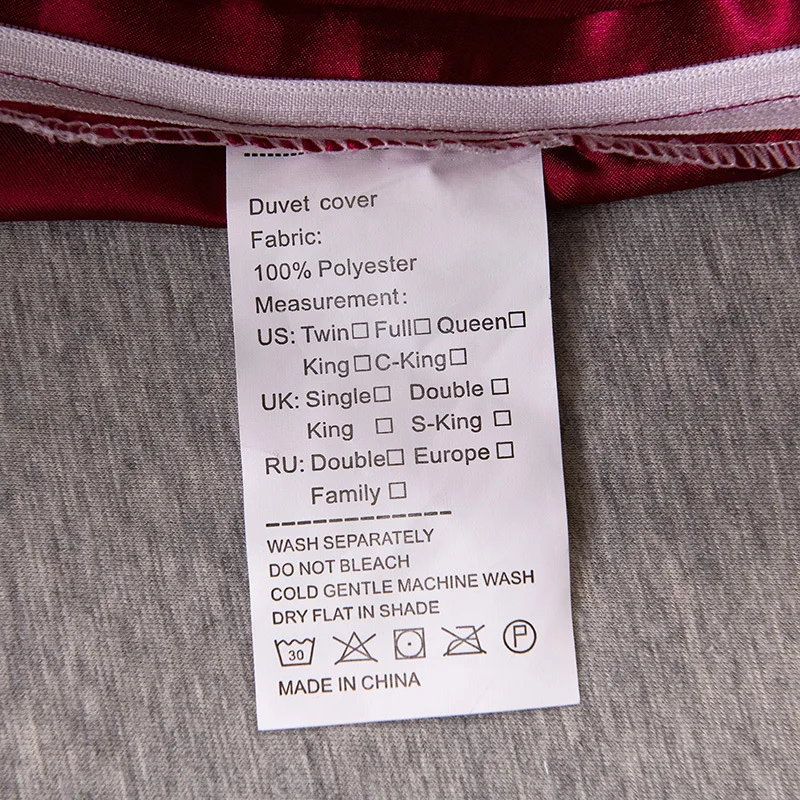 Duvet cover
Fabric:
100% Polyester
Measurement:
US: Twin☐ Full☐ Queen☐
King☐ C-King☐
UK: Single☐ Double ☐
King ☐ S-King ☐
RU: Double☐ Europe ☐
Family ☐
WASH SEPARATELY
DO NOT BLEACH
COLD GENTLE MACHINE WASH
DRY FLAT IN SHADE
30 P
MADE IN CHINA